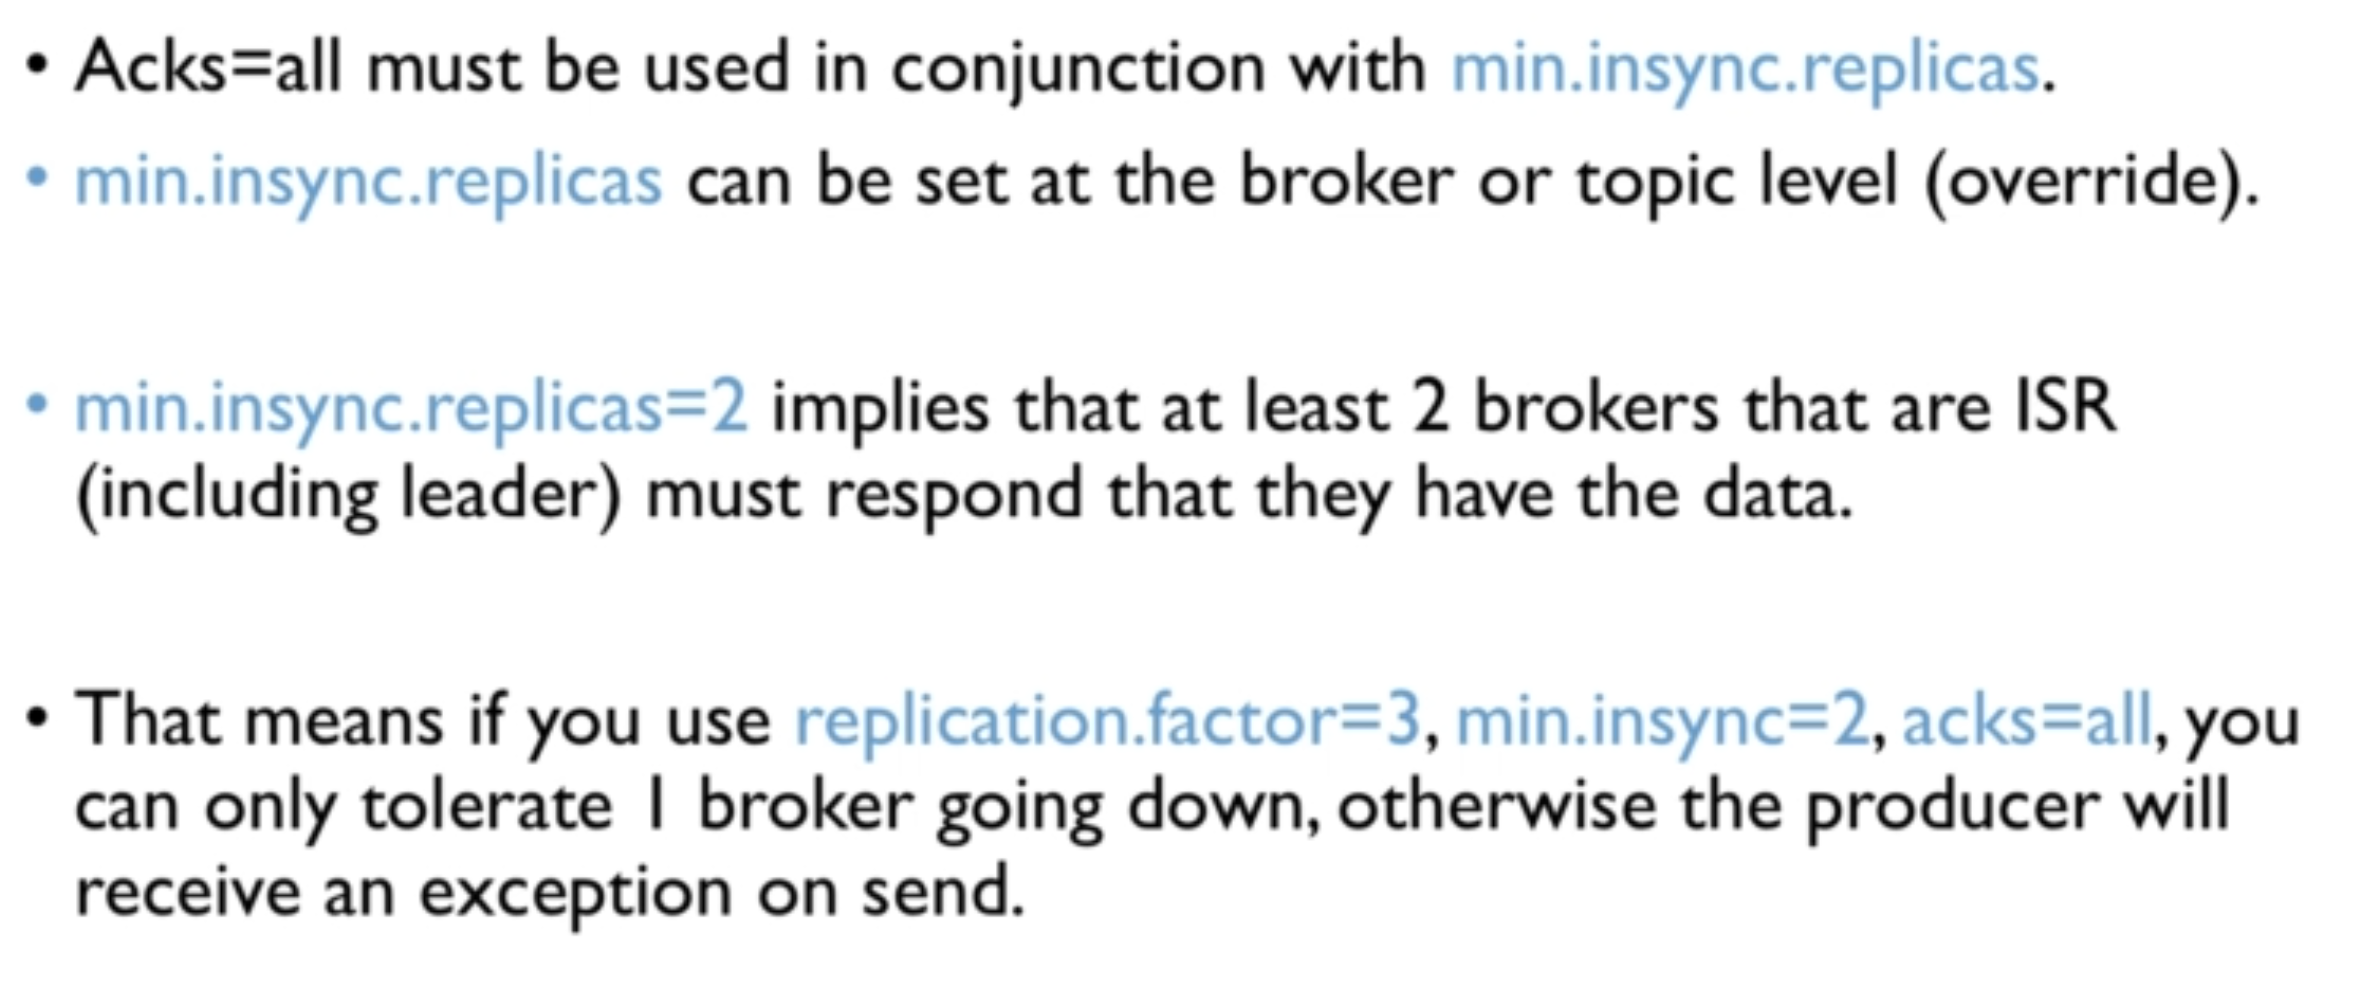 • Acks=all must be used in conjunction with min.insync.replicas.
• min.insync.replicas can be set at the broker or topic level (override).
• min.insync.replicas=2 implies that at least 2 brokers that are ISR
(including leader) must respond that they have the data.
• That means if you use replication.factor=3, min.insync=2, acks=all, you
can only tolerate 1 broker going down, otherwise the producer will
receive an exception on send.